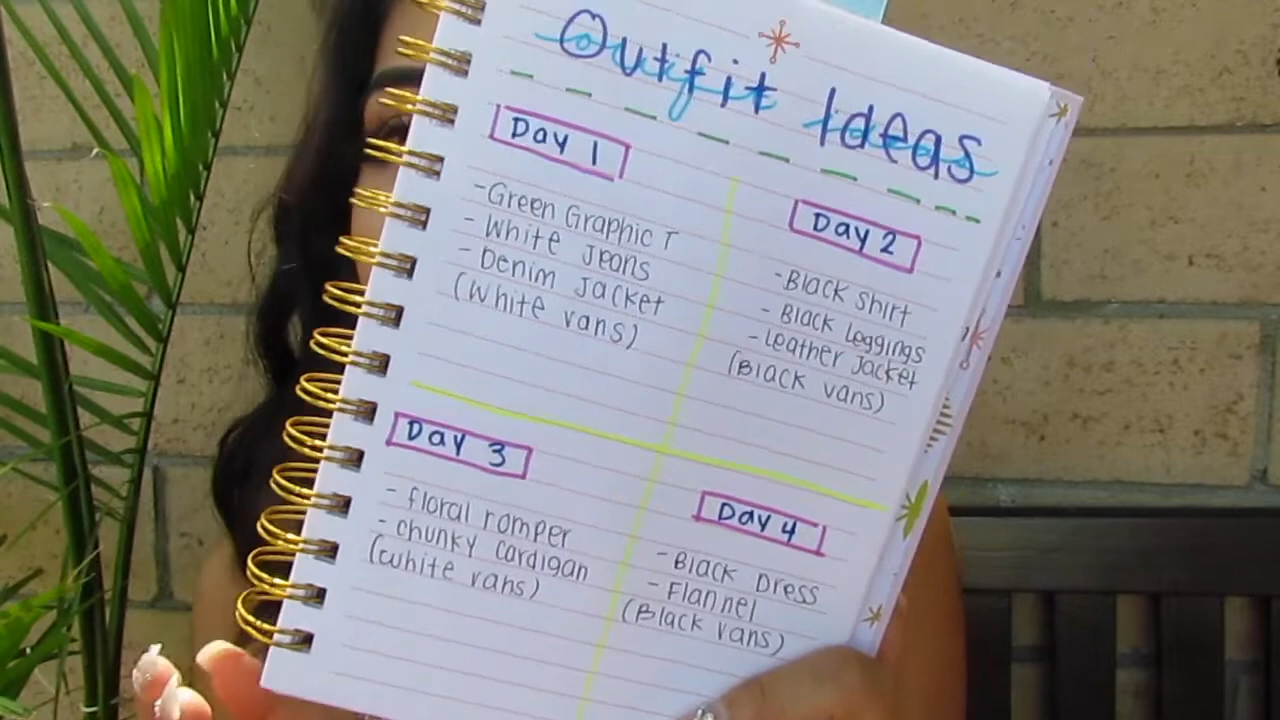 Outfit Ideas
Day 1
-Green Graphic T
- White Jeans
- Denim Jacket
(White vans)
Day 2
-Black Shirt
- Black Leggings
-Leather Jacket
(Black vans)
Day 3
- floral romper
- chunky cardigan
(white vans)
Day 4
- Black Dress
- Flannel
(Black vans)